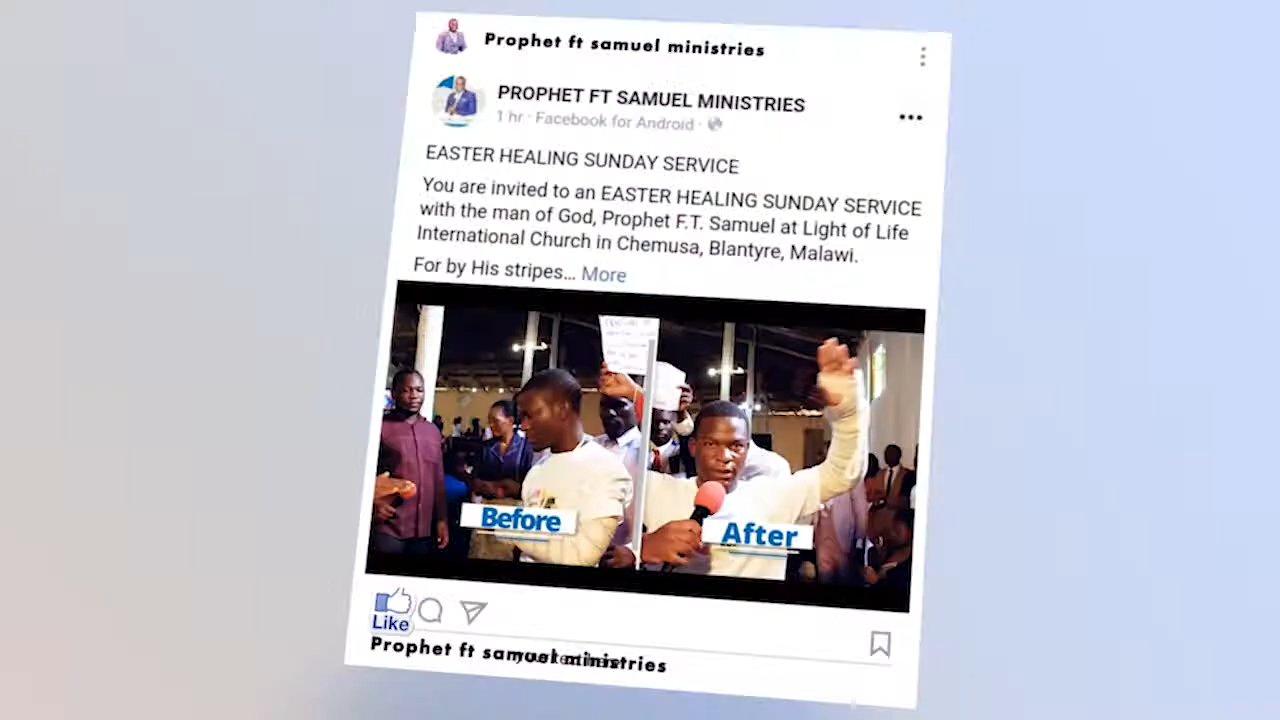 Prophet ft samuel ministries
PROPHET FT SAMUEL MINISTRIES
1 hr · Facebook for Android ·
EASTER HEALING SUNDAY SERVICE
You are invited to an EASTER HEALING SUNDAY SERVICE
with the man of God, Prophet F.T. Samuel at Light of Life
International Church in Chemusa, Blantyre, Malawi.
For by His stripes... More
Before
After
Like
Prophet ft samuel ministries